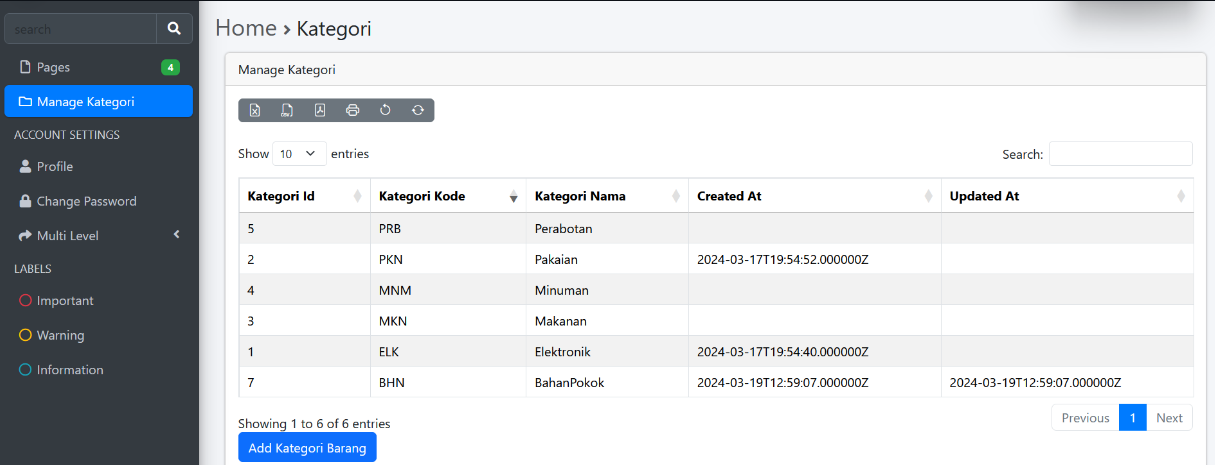 search
Pages
4
Manage Kategori
ACCOUNT SETTINGS
Profile
Change Password
Multi Level
LABELS
Important
Warning
Information
Home › Kategori
Manage Kategori
Show 10 entries
Search:
Kategori Id Kategori Kode Kategori Nama Created At Updated At
5 PRB Perabotan
2 PKN Pakaian 2024-03-17T19:54:52.000000Z
4 MNM Minuman
3 MKN Makanan
1 ELK Elektronik 2024-03-17T19:54:40.000000Z
7 BHN BahanPokok 2024-03-19T12:59:07.000000Z 2024-03-19T12:59:07.000000Z
Showing 1 to 6 of 6 entries
Previous 1 Next
Add Kategori Barang